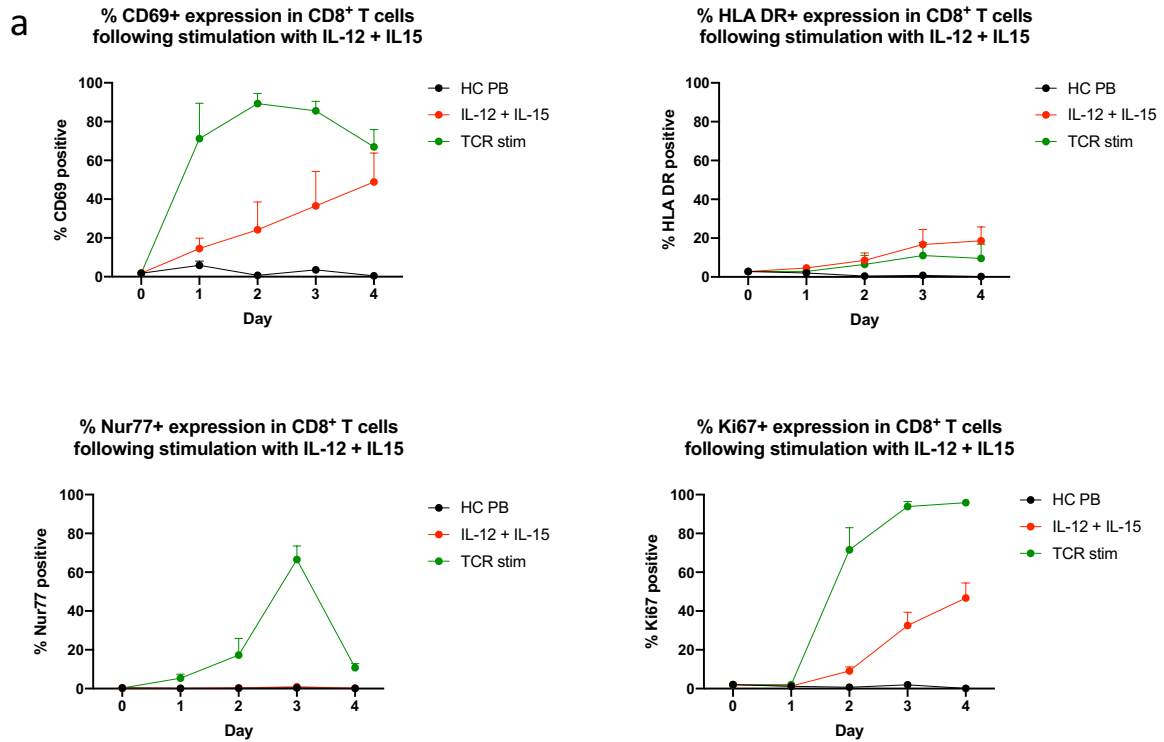 a
% CD69+ expression in CD8+ T cells
following stimulation with IL-12 + IL15
% CD69 positive
100
80
60
40
20
0
0 1 2 3 4
Day
HC PB
IL-12 + IL-15
TCR stim
% HLA DR+ expression in CD8+ T cells
following stimulation with IL-12 + IL15
% HLA DR positive
100
80
60
40
20
0
0 1 2 3 4
Day
HC PB
IL-12 + IL-15
TCR stim
% Nur77+ expression in CD8+ T cells
following stimulation with IL-12 + IL15
% Nur77 positive
100
80
60
40
20
0
0 1 2 3 4
Day
HC PB
IL-12 + IL-15
TCR stim
% Ki67+ expression in CD8+ T cells
following stimulation with IL-12 + IL15
% Ki67 positive
100
80
60
40
20
0
0 1 2 3 4
Day
HC PB
IL-12 + IL-15
TCR stim